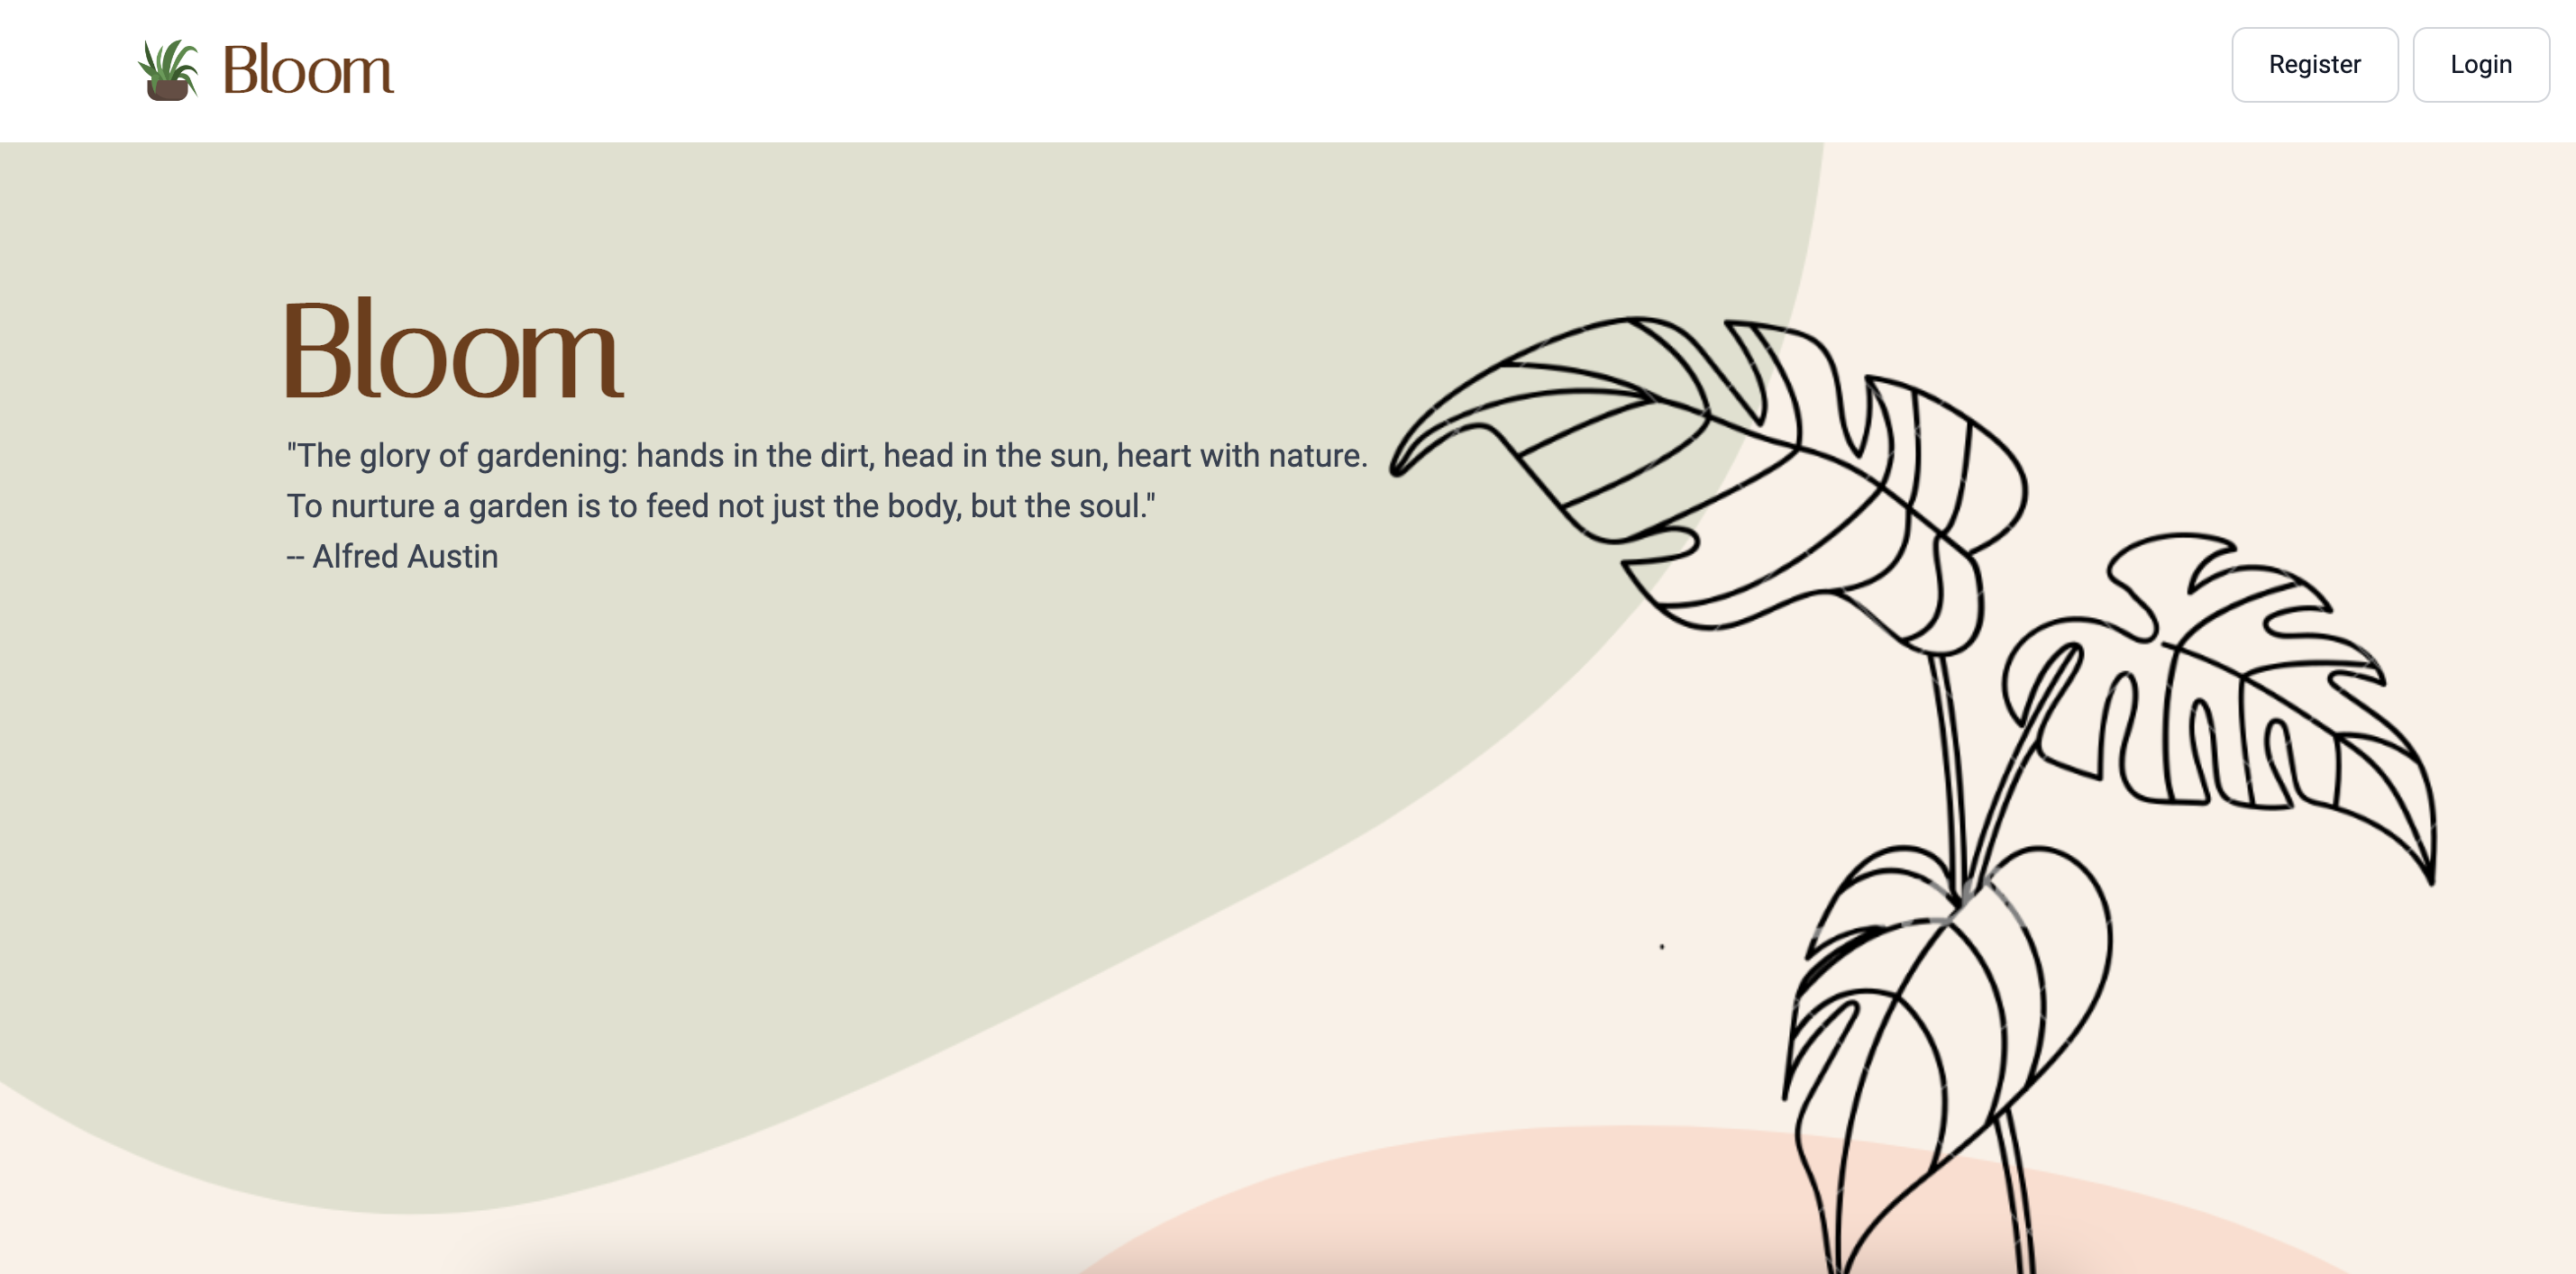 Bloom
Register
Login
Bloom
"The glory of gardening: hands in the dirt, head in the sun, heart with nature.
To nurture a garden is to feed not just the body, but the soul."
-- Alfred Austin